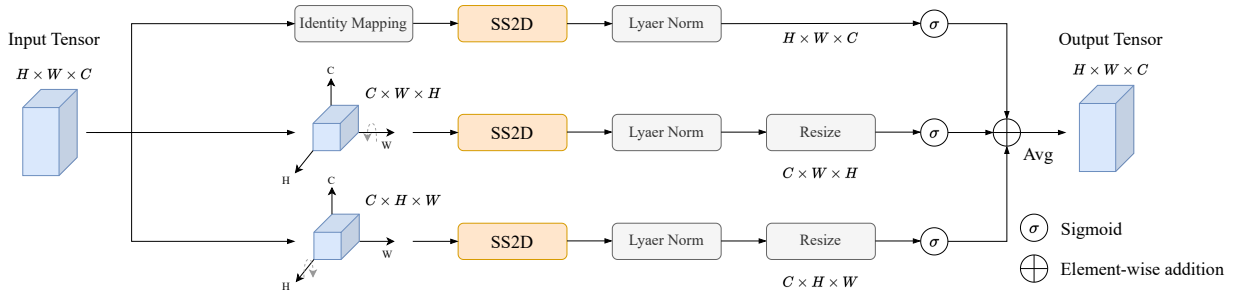 Input Tensor
H × W × C
Identity Mapping
SS2D
Lyaer Norm
H × W × C
σ
Output Tensor
H × W × C
C
C × W × H
W
H
SS2D
Lyaer Norm
Resize
C × W × H
σ
Avg
C
C × H × W
W
H
SS2D
Lyaer Norm
Resize
C × H × W
σ
σ Sigmoid
Element-wise addition